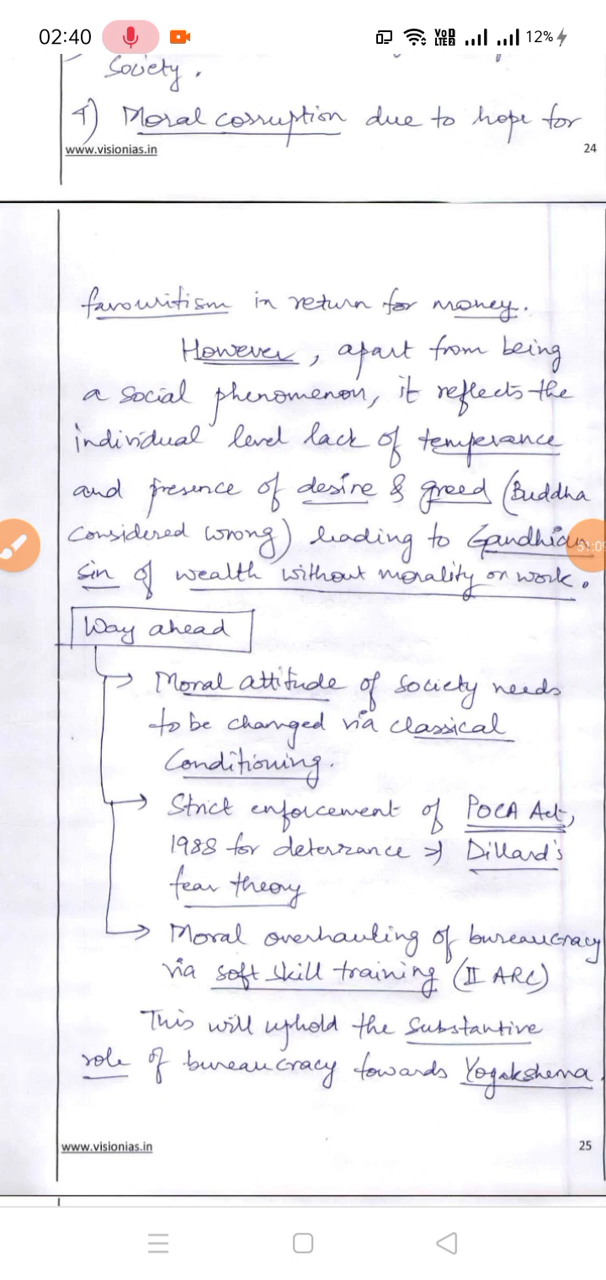 02:40
VoD LTE2 12%
Society.
7) Moral corruption due to hope for
www.visionias.in 24
favouritism in return for money.
However, apart from being
a social phenomenon, it reflects the
individual level lack of temperance
and presence of desire & greed (Buddha
considered wrong) leading to Gandhian
sin of wealth without morality or work.
Way ahead
→ Moral attitude of society needs
to be changed via classical
Conditioning.
→ Strict enforcement of POCA Act,
1988 for deterrance ⇒ Dillard's
fear theory
→ Moral overhauling of bureaucracy
via soft skill training (II ARC)
This will uphold the substantive
role of bureaucracy towards Yogakshema.
www.visionias.in 25